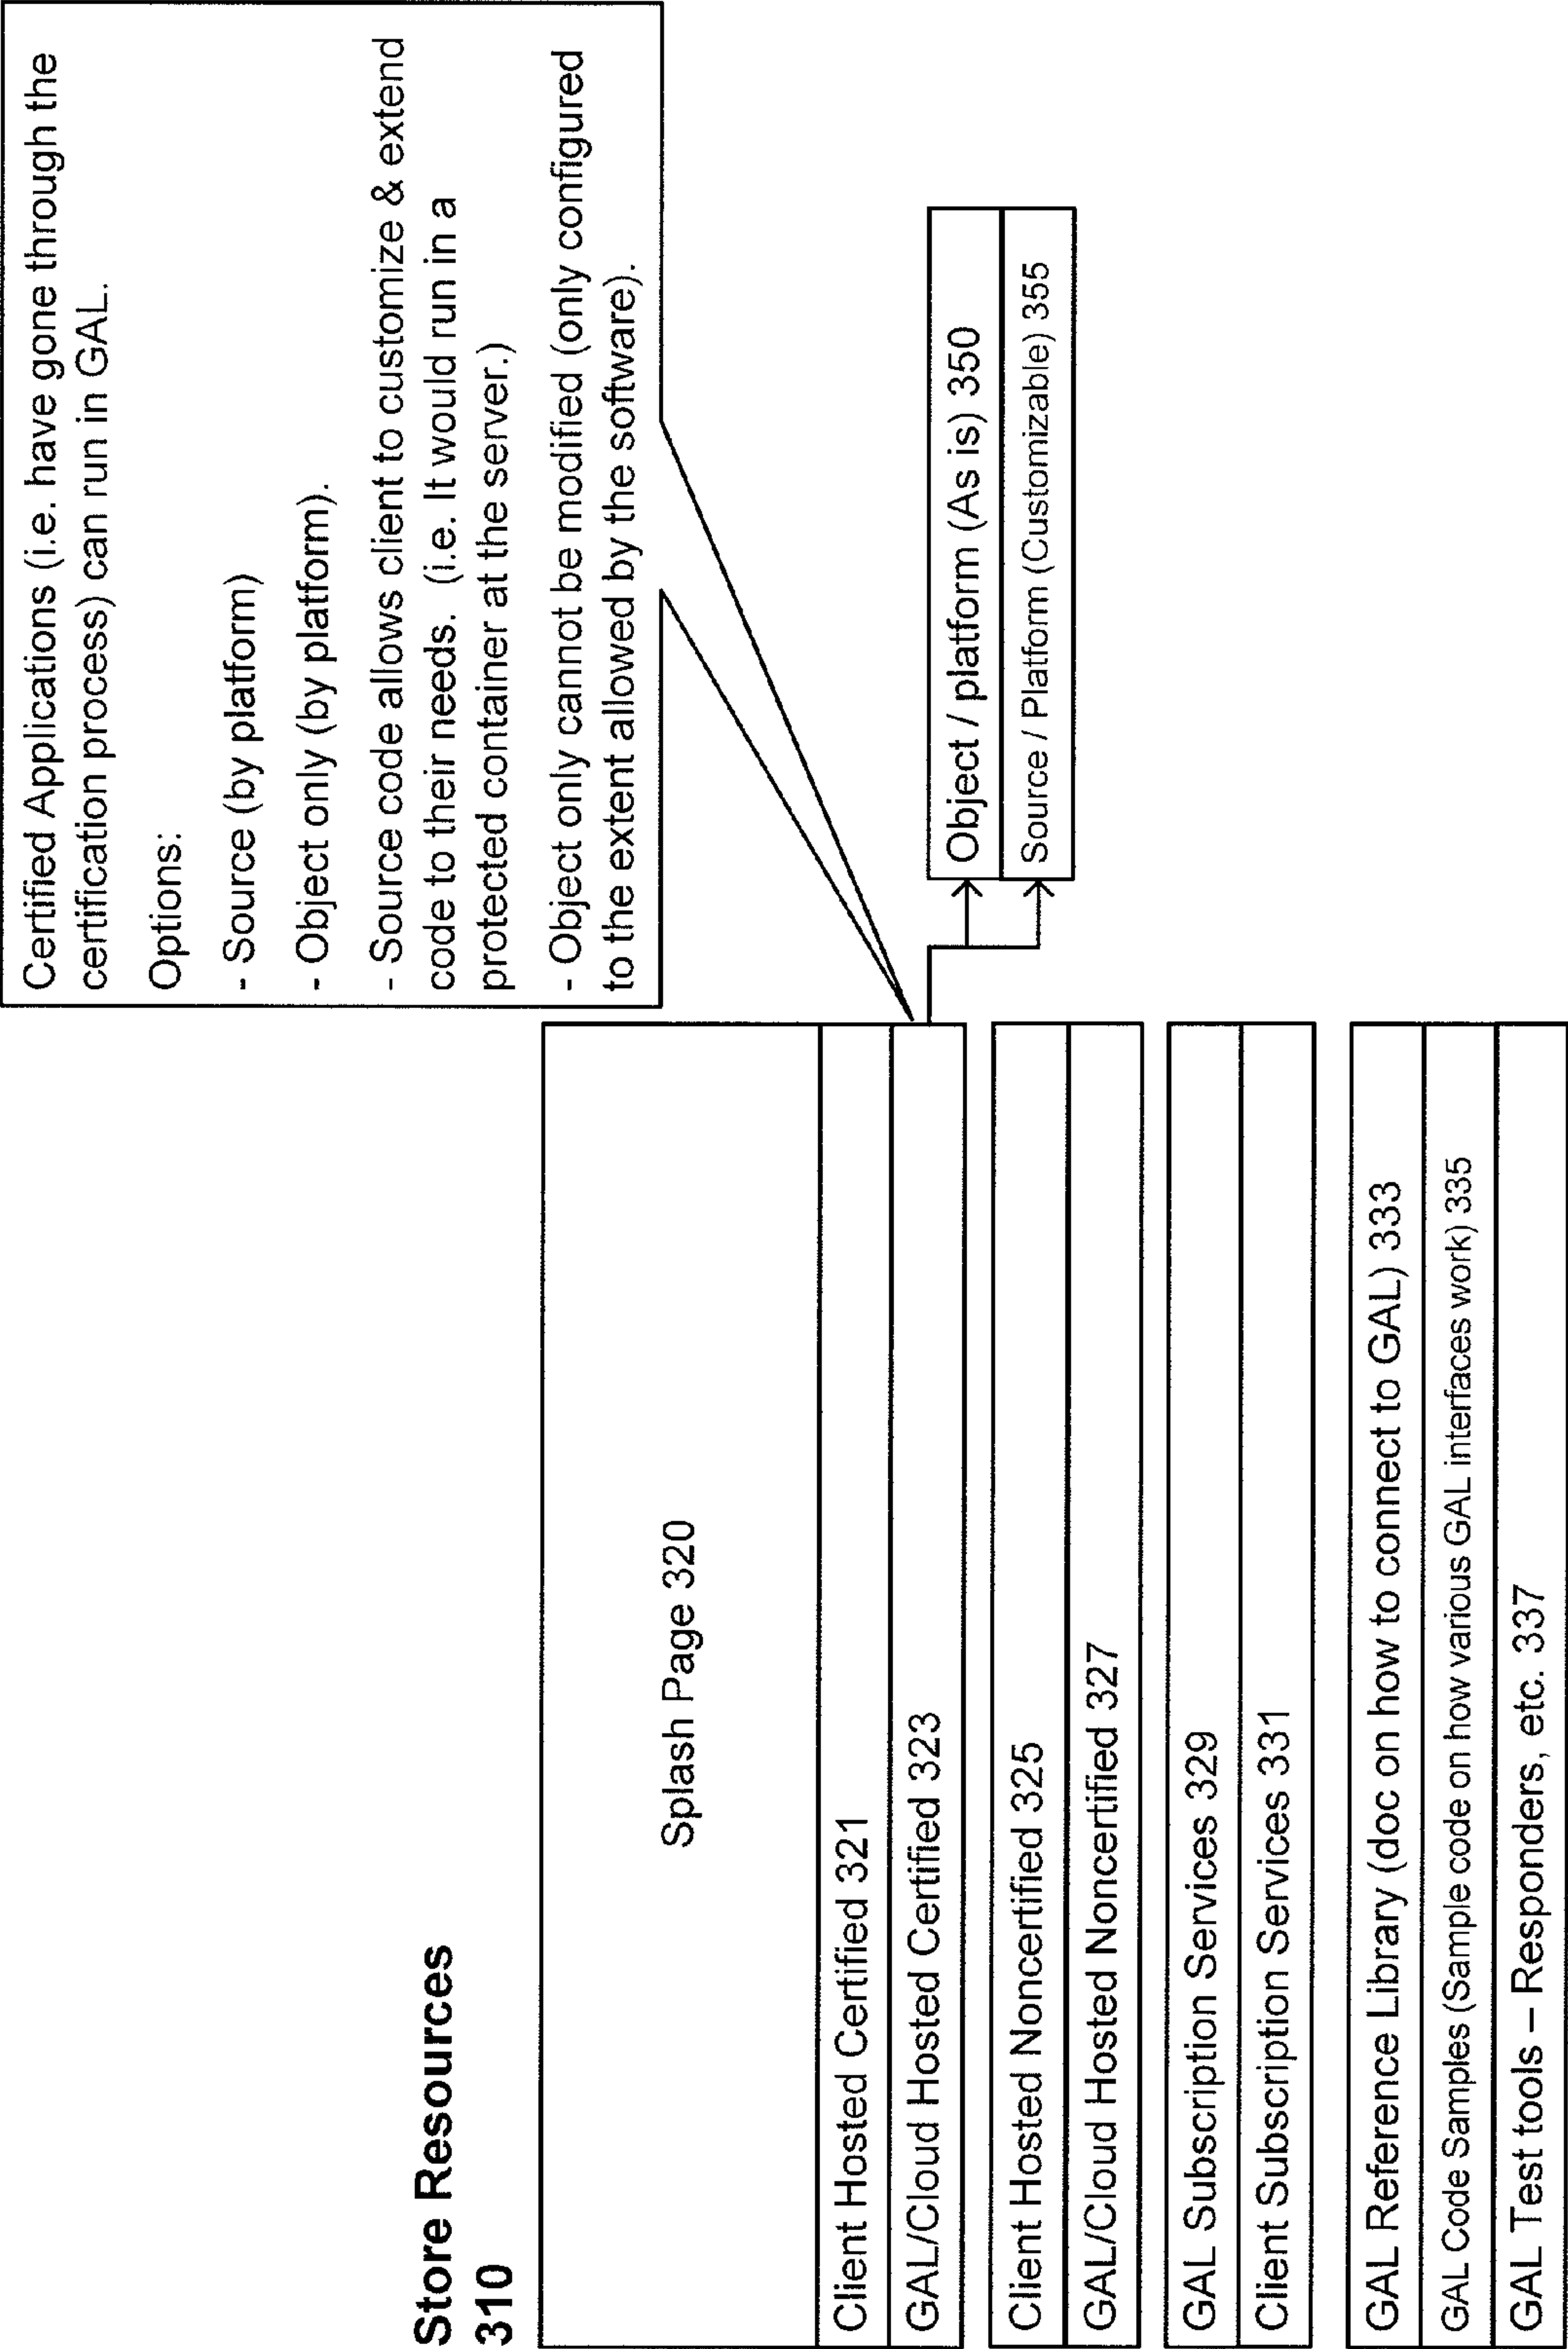 Store Resources
310
Certified Applications (i.e. have gone through the
certification process) can run in GAL.
Options:
- Source (by platform)
- Object only (by platform).
- Source code allows client to customize & extend
code to their needs. (i.e. It would run in a
protected container at the server.)
- Object only cannot be modified (only configured
to the extent allowed by the software).
Splash Page 320
Client Hosted Certified 321
GAL/Cloud Hosted Certified 323
Object / platform (As is) 350
Source / Platform (Customizable) 355
Client Hosted Noncertified 325
GAL/Cloud Hosted Noncertified 327
GAL Subscription Services 329
Client Subscription Services 331
GAL Reference Library (doc on how to connect to GAL) 333
GAL Code Samples (Sample code on how various GAL interfaces work) 335
GAL Test tools – Responders, etc. 337